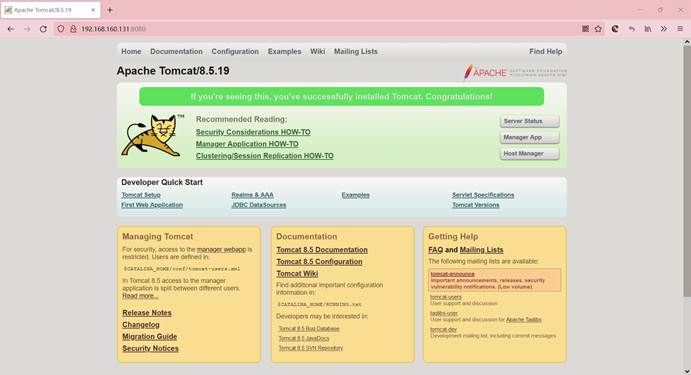 Apache Tomcat/8.5.19
192.168.160.131:8080
Home Documentation Configuration Examples Wiki Mailing Lists Find Help
Apache Tomcat/8.5.19
APACHE SOFTWARE FOUNDATION
http://www.apache.org/
If you're seeing this, you've successfully installed Tomcat. Congratulations!
TM
Recommended Reading:
Security Considerations HOW-TO
Manager Application HOW-TO
Clustering/Session Replication HOW-TO
Server Status
Manager App
Host Manager
Developer Quick Start
Tomcat Setup
First Web Application
Realms & AAA
JDBC DataSources
Examples
Servlet Specifications
Tomcat Versions
Managing Tomcat
For security, access to the manager webapp is
restricted. Users are defined in:
$CATALINA_HOME/conf/tomcat-users.xml
In Tomcat 8.5 access to the manager
application is split between different users.
Read more...
Release Notes
Changelog
Migration Guide
Security Notices
Documentation
Tomcat 8.5 Documentation
Tomcat 8.5 Configuration
Tomcat Wiki
Find additional important configuration
information in:
$CATALINA_HOME/RUNNING.txt
Developers may be interested in:
Tomcat 8.5 Bug Database
Tomcat 8.5 JavaDocs
Tomcat 8.5 SVN Repository
Getting Help
FAQ and Mailing Lists
The following mailing lists are available:
tomcat-announce
Important announcements, releases, security
vulnerability notifications. (Low volume).
tomcat-users
User support and discussion
taglibs-user
User support and discussion for Apache Taglibs
tomcat-dev
Development mailing list, including commit messages